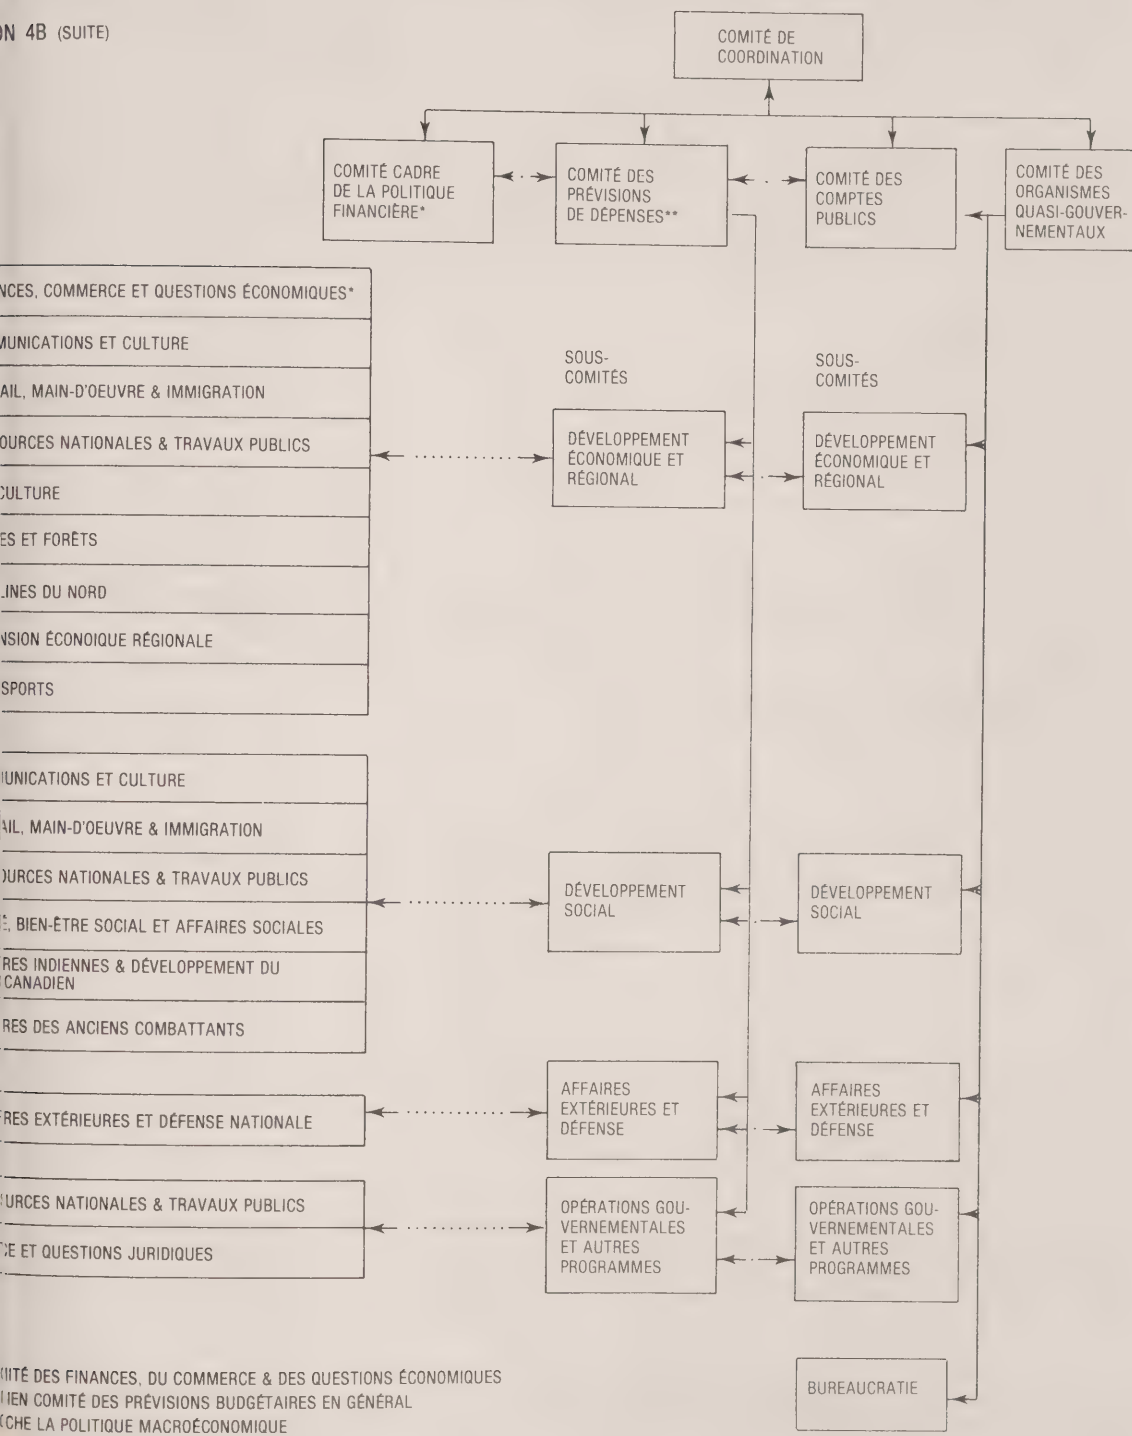 ON 4B (SUITE)
COMITÉ DE
COORDINATION
COMITÉ CADRE
DE LA POLITIQUE
FINANCIÈRE*
COMITÉ DES
PRÉVISIONS
DE DÉPENSES**
COMITÉ DES
COMPTES
PUBLICS
COMITÉ DES
ORGANISMES
QUASI-GOUVER-
NEMENTAUX
NCES, COMMERCE ET QUESTIONS ÉCONOMIQUES*
MUNICATIONS ET CULTURE
AIL, MAIN-D'OEUVRE & IMMIGRATION
OURCES NATIONALES & TRAVAUX PUBLICS
CULTURE
ES ET FORÊTS
LINES DU NORD
NSION ÉCONOIQUE RÉGIONALE
SPORTS
SOUS-
COMITÉS
SOUS-
COMITÉS
DÉVELOPPEMENT
ÉCONOMIQUE ET
RÉGIONAL
DÉVELOPPEMENT
ÉCONOMIQUE ET
RÉGIONAL
UNICATIONS ET CULTURE
AIL, MAIN-D'OEUVRE & IMMIGRATION
OURCES NATIONALES & TRAVAUX PUBLICS
É, BIEN-ÊTRE SOCIAL ET AFFAIRES SOCIALES
RES INDIENNES & DÉVELOPPEMENT DU
CANADIEN
RES DES ANCIENS COMBATTANTS
DÉVELOPPEMENT
SOCIAL
DÉVELOPPEMENT
SOCIAL
RES EXTÉRIEURES ET DÉFENSE NATIONALE
AFFAIRES
EXTÉRIEURES ET
DÉFENSE
AFFAIRES
EXTÉRIEURES ET
DÉFENSE
URCES NATIONALES & TRAVAUX PUBLICS
CE ET QUESTIONS JURIDIQUES
OPÉRATIONS GOU-
VERNEMENTALES
ET AUTRES
PROGRAMMES
OPÉRATIONS GOU-
VERNEMENTALES
ET AUTRES
PROGRAMMES
ITÉ DES FINANCES, DU COMMERCE & DES QUESTIONS ÉCONOMIQUES
IEN COMITÉ DES PRÉVISIONS BUDGÉTAIRES EN GÉNÉRAL
CHE LA POLITIQUE MACROÉCONOMIQUE
BUREAUCRATIE